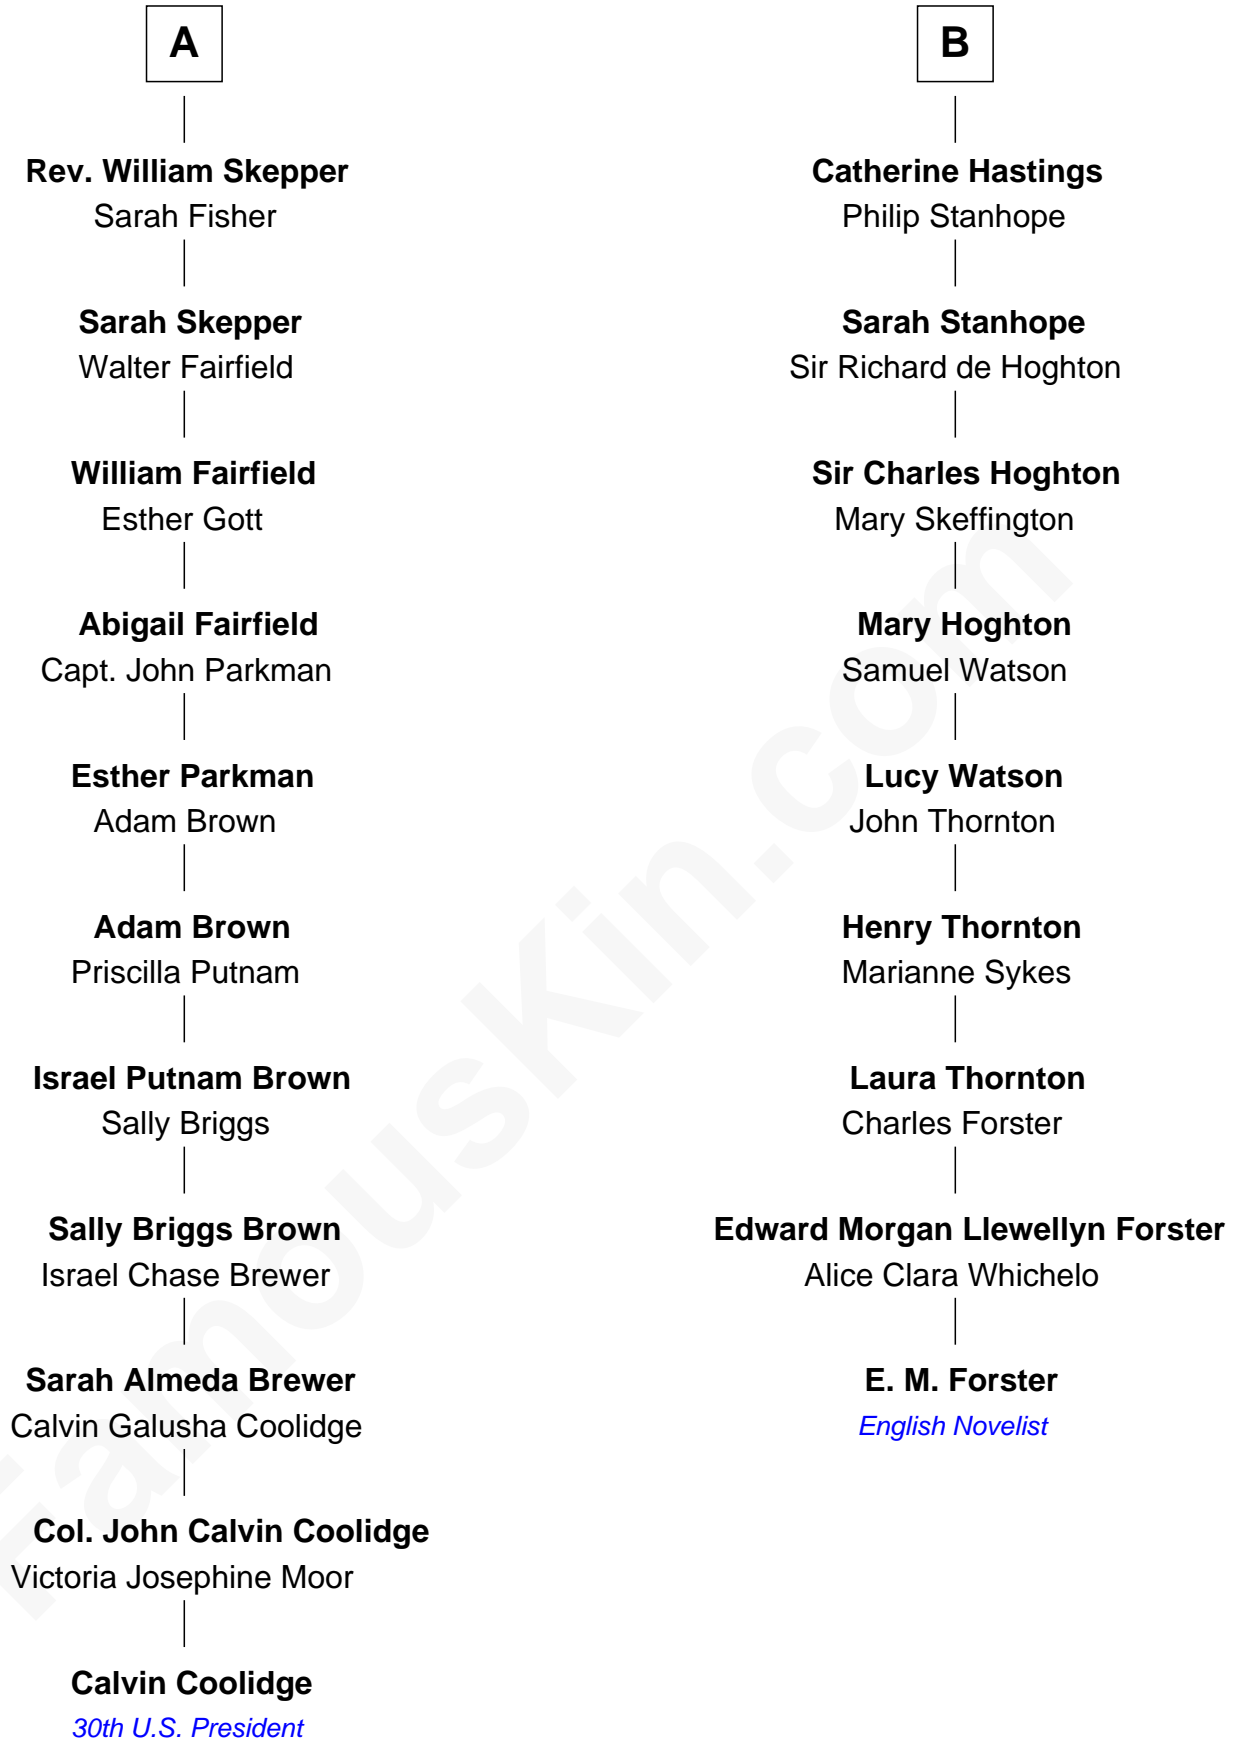 A
Rev. William Skepper
Sarah Fisher
Sarah Skepper
Walter Fairfield
William Fairfield
Esther Gott
Abigail Fairfield
Capt. John Parkman
Esther Parkman
Adam Brown
Adam Brown
Priscilla Putnam
Israel Putnam Brown
Sally Briggs
Sally Briggs Brown
Israel Chase Brewer
Sarah Almeda Brewer
Calvin Galusha Coolidge
Col. John Calvin Coolidge
Victoria Josephine Moor
Calvin Coolidge
30th U.S. President
B
Catherine Hastings
Philip Stanhope
Sarah Stanhope
Sir Richard de Hoghton
Sir Charles Hoghton
Mary Skeffington
Mary Hoghton
Samuel Watson
Lucy Watson
John Thornton
Henry Thornton
Marianne Sykes
Laura Thornton
Charles Forster
Edward Morgan Llewellyn Forster
Alice Clara Whichelo
E. M. Forster
English Novelist
FamousKin.com